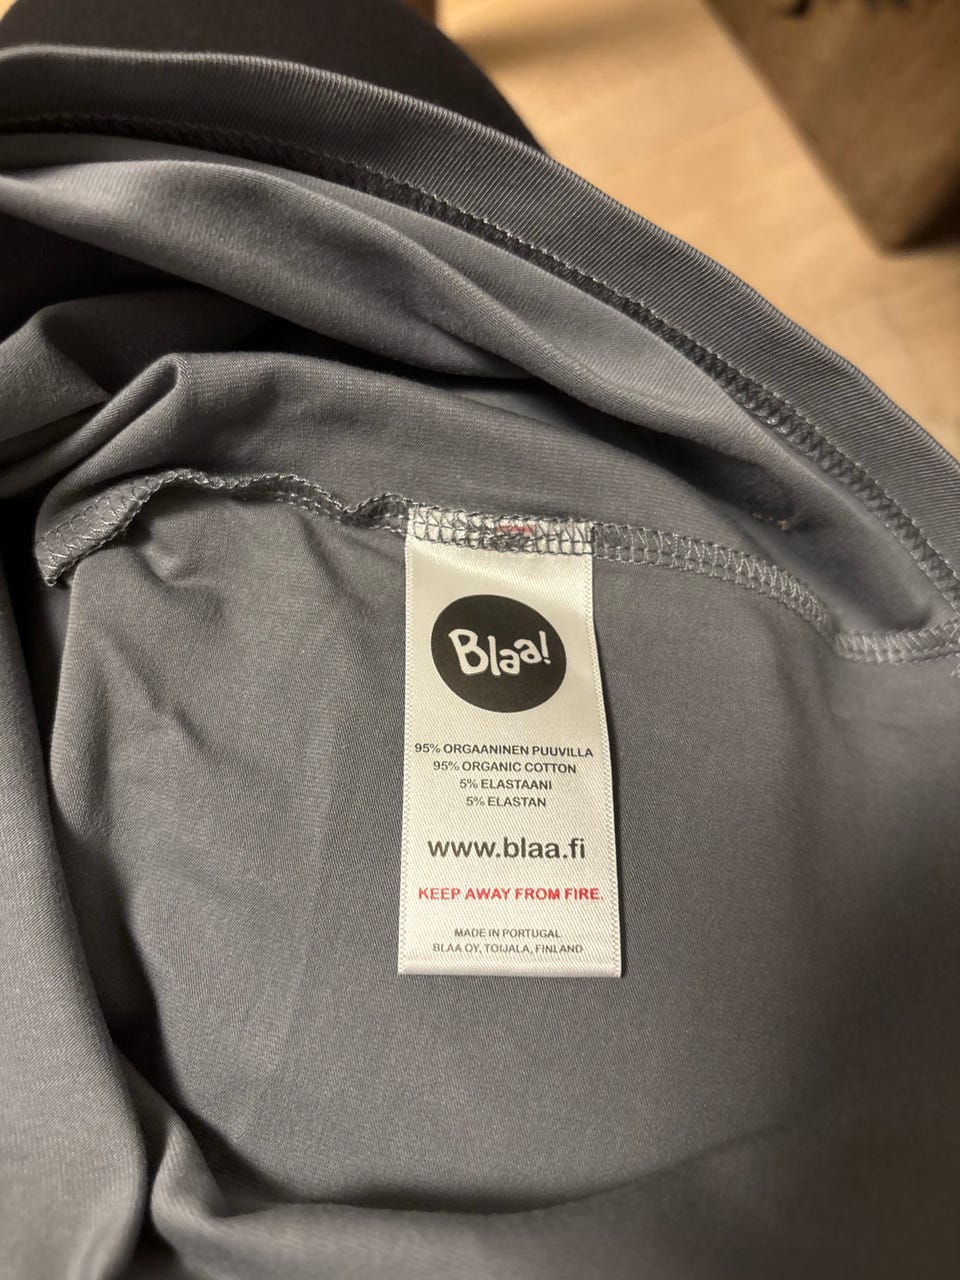 Blaa!
95% ORGAANINEN PUUVILLA
95% ORGANIC COTTON
5% ELASTAANI
5% ELASTAN
www.blaa.fi
KEEP AWAY FROM FIRE.
MADE IN PORTUGAL
BLAA OY, TOIJALA, FINLAND